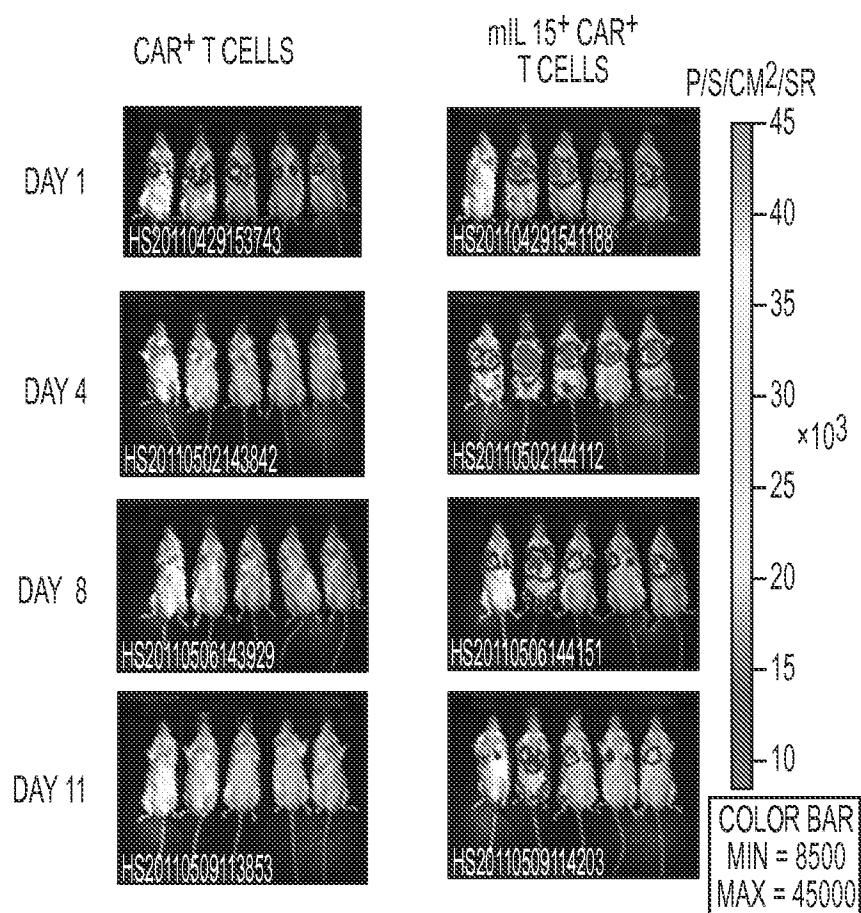 CAR+ T CELLS
mIL 15+ CAR+
T CELLS
P/S/CM2/SR
DAY 1
HS20110429153743
HS201104291541188
DAY 4
HS20110502143842
HS20110502144112
DAY 8
HS20110506143929
HS20110506144151
DAY 11
HS20110509113853
HS20110509114203
45
40
35
30
×103
25
20
15
10
COLOR BAR
MIN = 8500
MAX = 45000